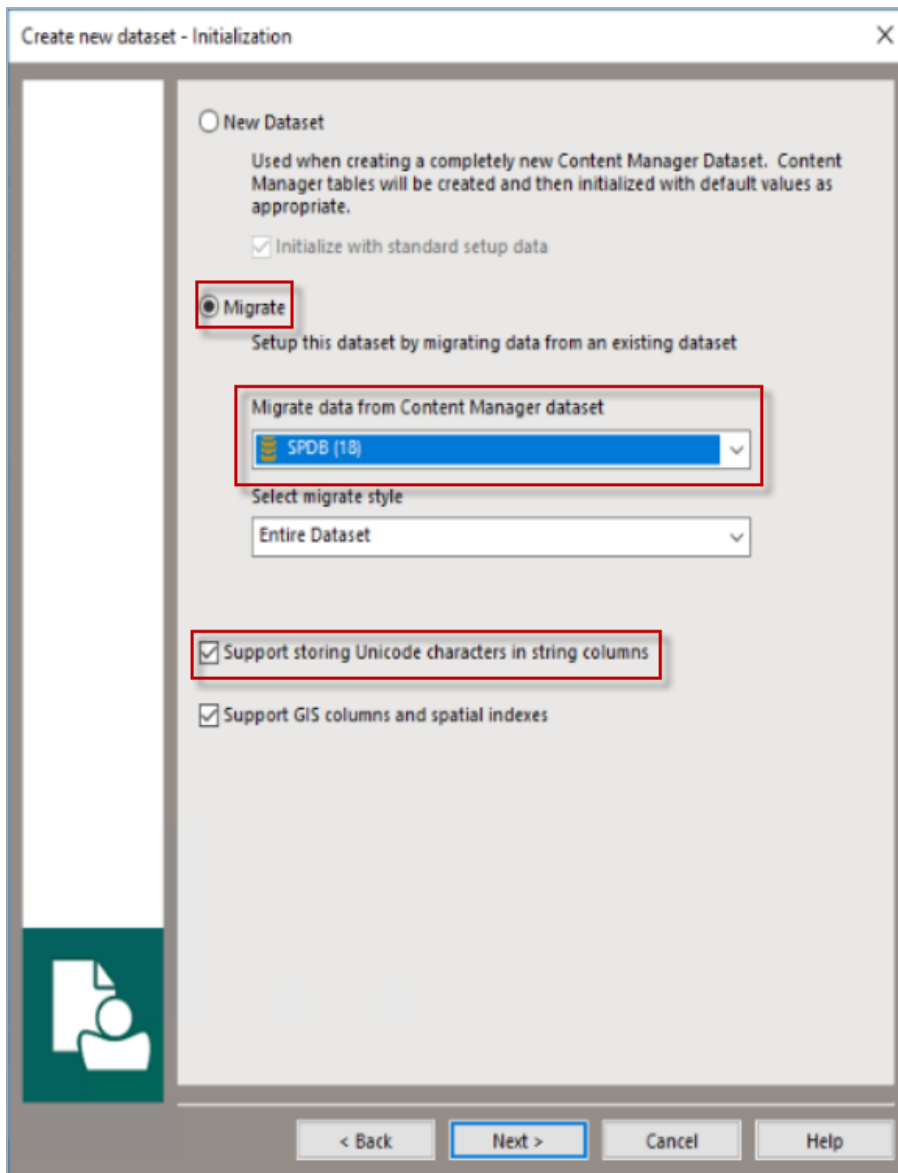 Create new dataset - Initialization
New Dataset
Used when creating a completely new Content Manager Dataset. Content
Manager tables will be created and then initialized with default values as
appropriate.
Initialize with standard setup data
Migrate
Setup this dataset by migrating data from an existing dataset
Migrate data from Content Manager dataset
SPDB (18)
Select migrate style
Entire Dataset
Support storing Unicode characters in string columns
Support GIS columns and spatial indexes
< Back Next > Cancel Help